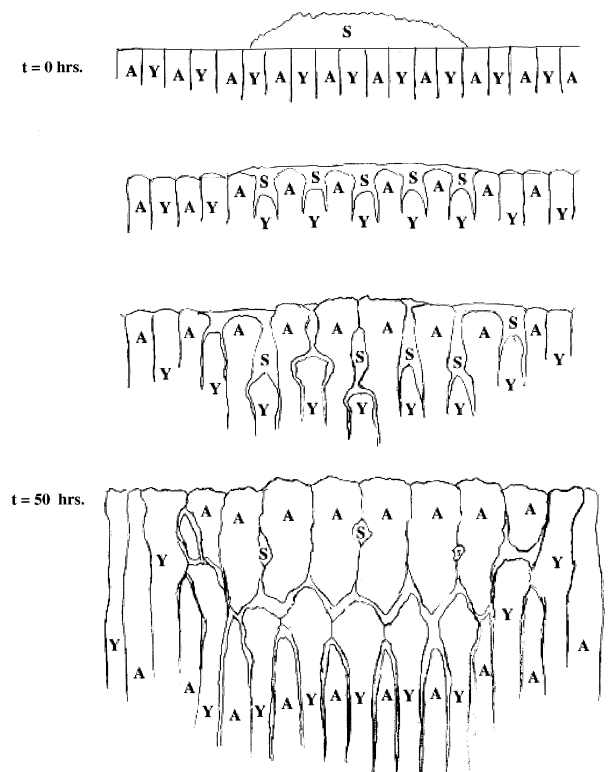 S
t = 0 hrs. A Y A Y A Y A Y A Y A Y A Y A Y A Y A
S S S S S
A A A A A A A
A Y A Y Y Y Y Y Y Y Y
S
A A A A A A A A A
S S S S
Y Y
Y Y Y Y Y Y Y
t = 50 hrs. A A A A A A A A
S S
Y Y
Y A Y A
A A A A
Y A Y A Y A Y A Y A Y